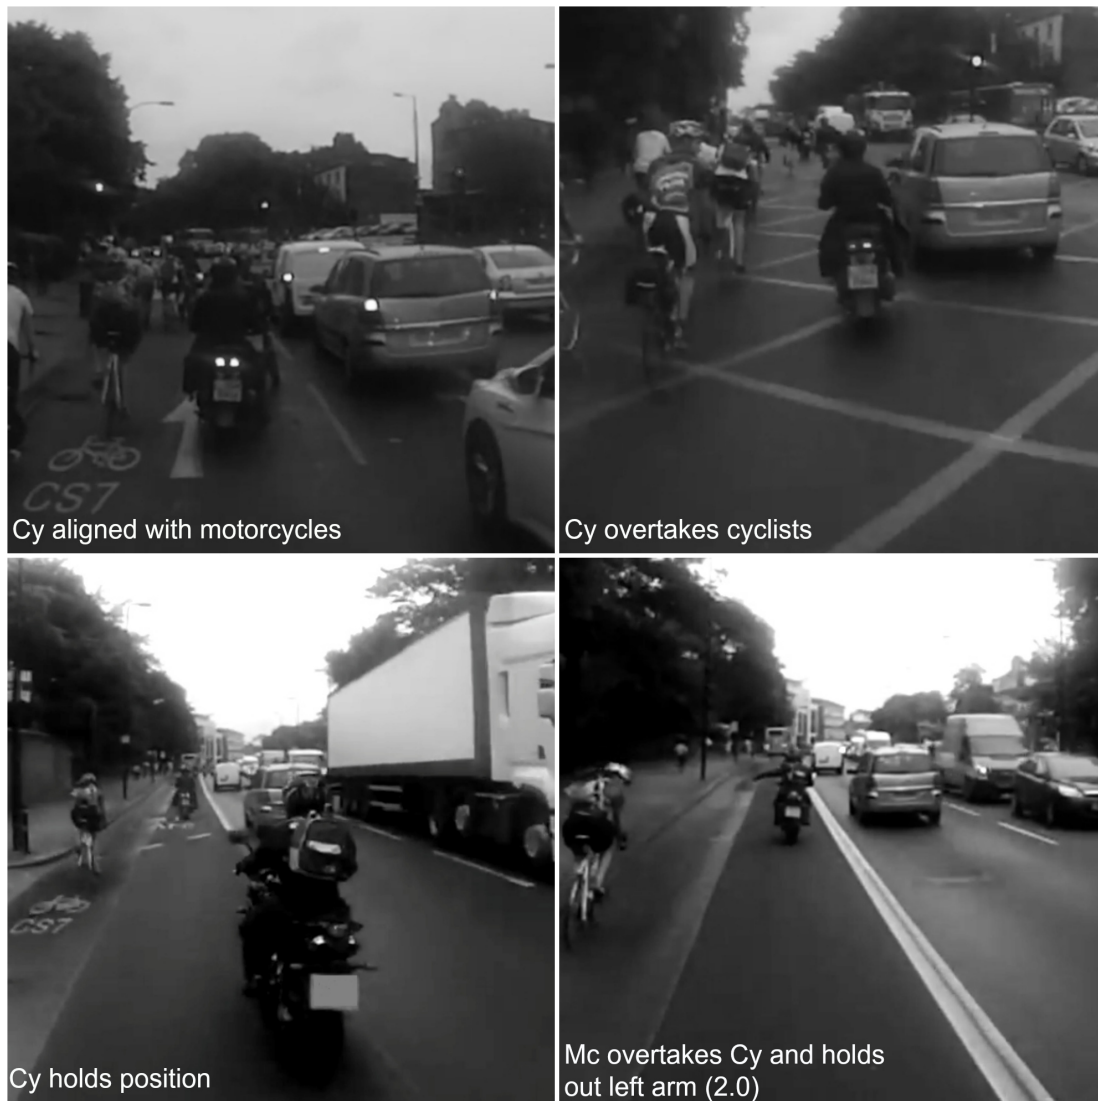 CS7
Cy aligned with motorcycles
Cy overtakes cyclists
CS7
Cy holds position
Mc overtakes Cy and holds
out left arm (2.0)